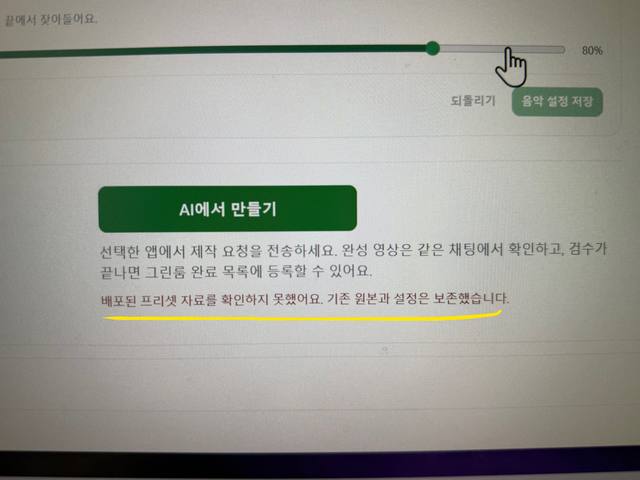 끝에서 잦아들어요.
80%
되돌리기
음악 설정 저장
AI에서 만들기
선택한 앱에서 제작 요청을 전송하세요. 완성 영상은 같은 채팅에서 확인하고, 검수가
끝나면 그린룸 완료 목록에 등록할 수 있어요.
배포된 프리셋 자료를 확인하지 못했어요. 기존 원본과 설정은 보존했습니다.